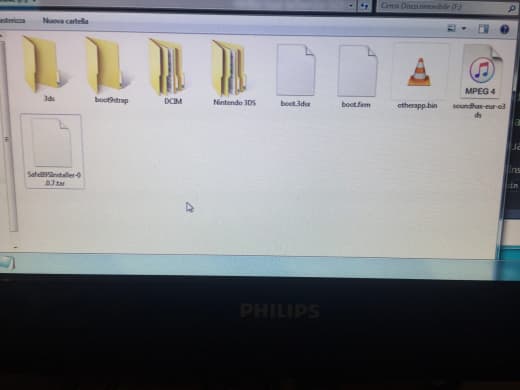 Cerca Disco rimovibile (F:)
Nuova cartella
3ds
boot9strap
DCIM
Nintendo 3DS
boot.3dsx
boot.firm
otherapp.bin
MPEG 4
soundhax-eur-o3
ds
SafeB9SInstaller-0
.0.7.tar
PHILIPS